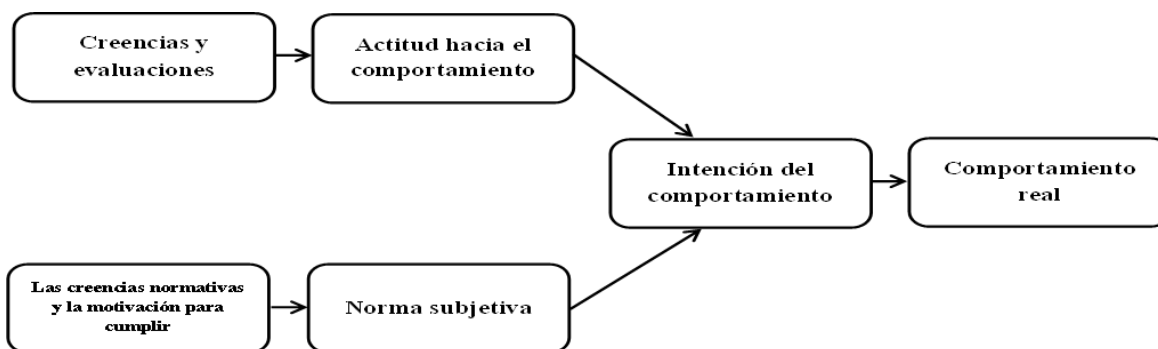 Creencias y
evaluaciones
Actitud hacia el
comportamiento
Intención del
comportamiento
Comportamiento
real
Las creencias normativas
y la motivación para
cumplir
Norma subjetiva